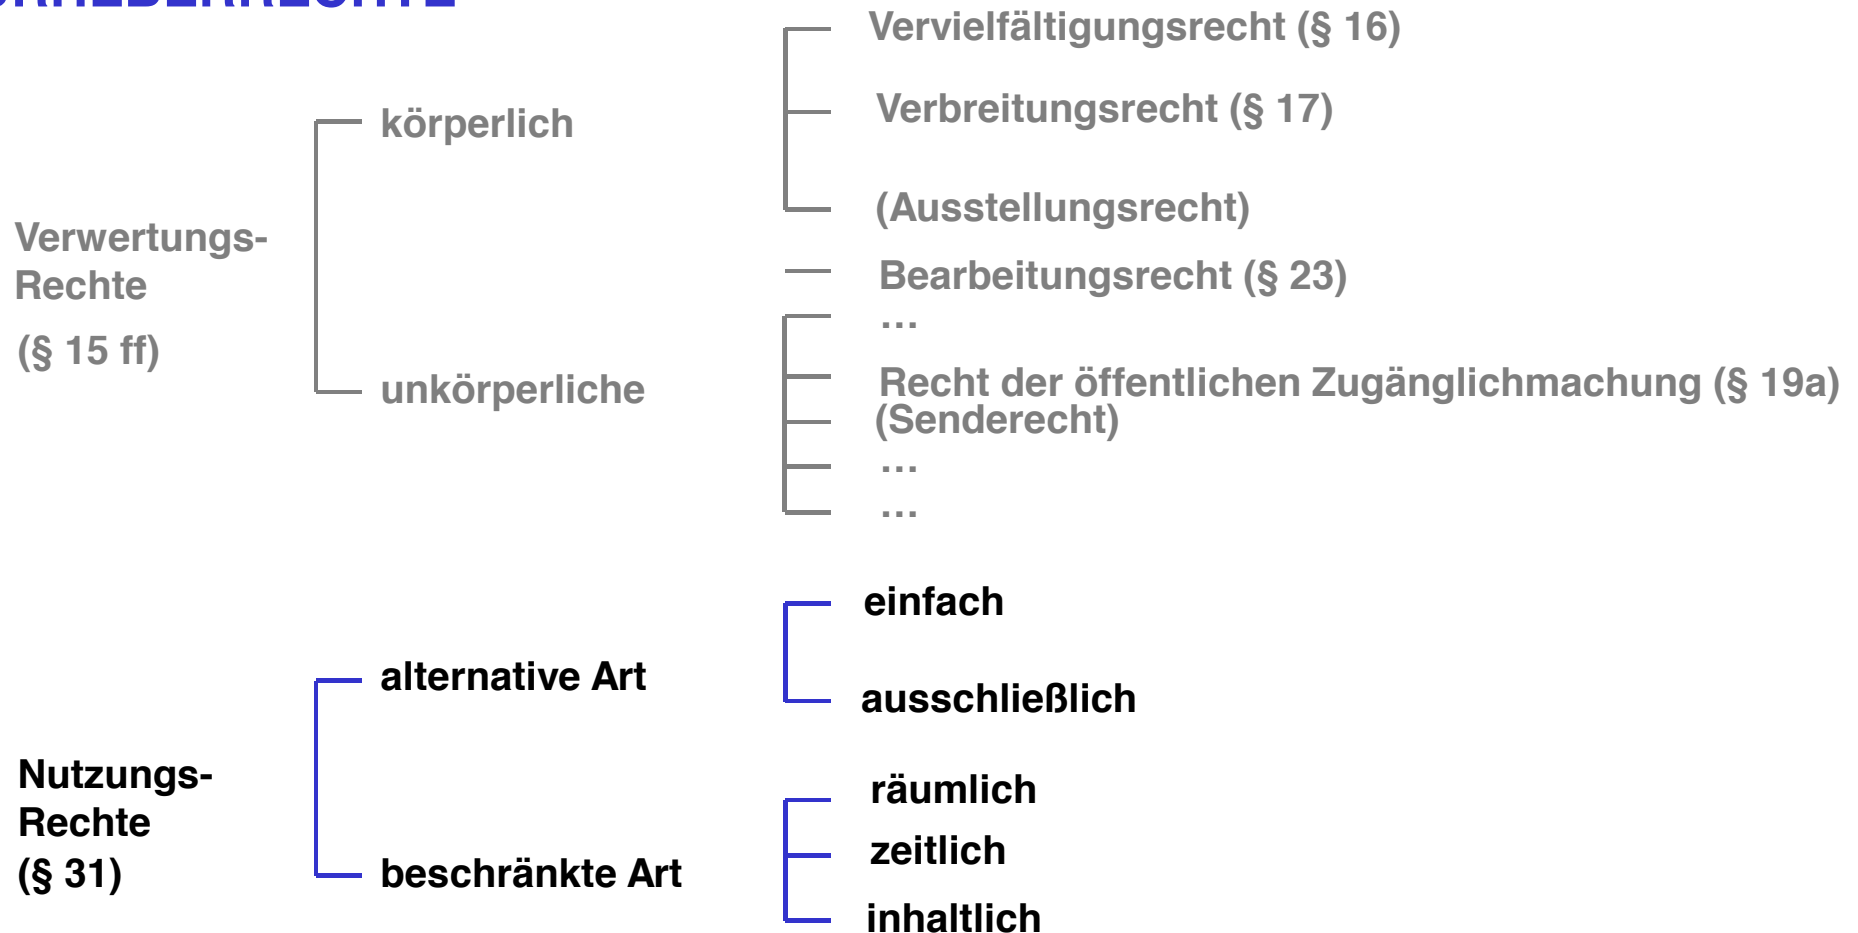 URHEBERRECHTE
Vervielfältigungsrecht (§ 16)
körperlich
Verbreitungsrecht (§ 17)
(Ausstellungsrecht)
Verwertungs-
Rechte
(§ 15 ff)
Bearbeitungsrecht (§ 23)
...
unkörperliche
Recht der öffentlichen Zugänglichmachung (§ 19a)
(Senderecht)
...
...
einfach
alternative Art
ausschließlich
Nutzungs-
Rechte
(§ 31)
räumlich
zeitlich
beschränkte Art
inhaltlich